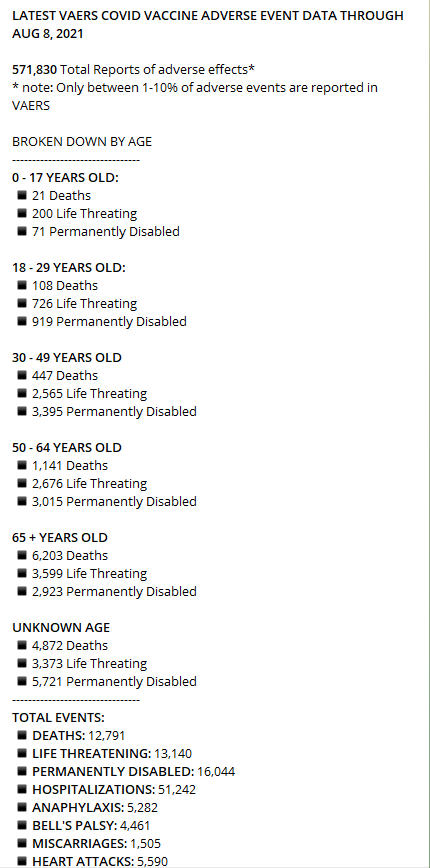 LATEST VAERS COVID VACCINE ADVERSE EVENT DATA THROUGH
AUG 8, 2021
571,830 Total Reports of adverse effects*
* note: Only between 1-10% of adverse events are reported in
VAERS
BROKEN DOWN BY AGE
--------------------------------
0 - 17 YEARS OLD:
◾ 21 Deaths
◾ 200 Life Threating
◾ 71 Permanently Disabled
18 - 29 YEARS OLD:
◾ 108 Deaths
◾ 726 Life Threating
◾ 919 Permanently Disabled
30 - 49 YEARS OLD
◾ 447 Deaths
◾ 2,565 Life Threating
◾ 3,395 Permanently Disabled
50 - 64 YEARS OLD
◾ 1,141 Deaths
◾ 2,676 Life Threating
◾ 3,015 Permanently Disabled
65 + YEARS OLD
◾ 6,203 Deaths
◾ 3,599 Life Threating
◾ 2,923 Permanently Disabled
UNKNOWN AGE
◾ 4,872 Deaths
◾ 3,373 Life Threating
◾ 5,721 Permanently Disabled
--------------------------------
TOTAL EVENTS:
◾ DEATHS: 12,791
◾ LIFE THREATENING: 13,140
◾ PERMANENTLY DISABLED: 16,044
◾ HOSPITALIZATIONS: 51,242
◾ ANAPHYLAXIS: 5,282
◾ BELL'S PALSY: 4,461
◾ MISCARRIAGES: 1,505
◾ HEART ATTACKS: 5,590